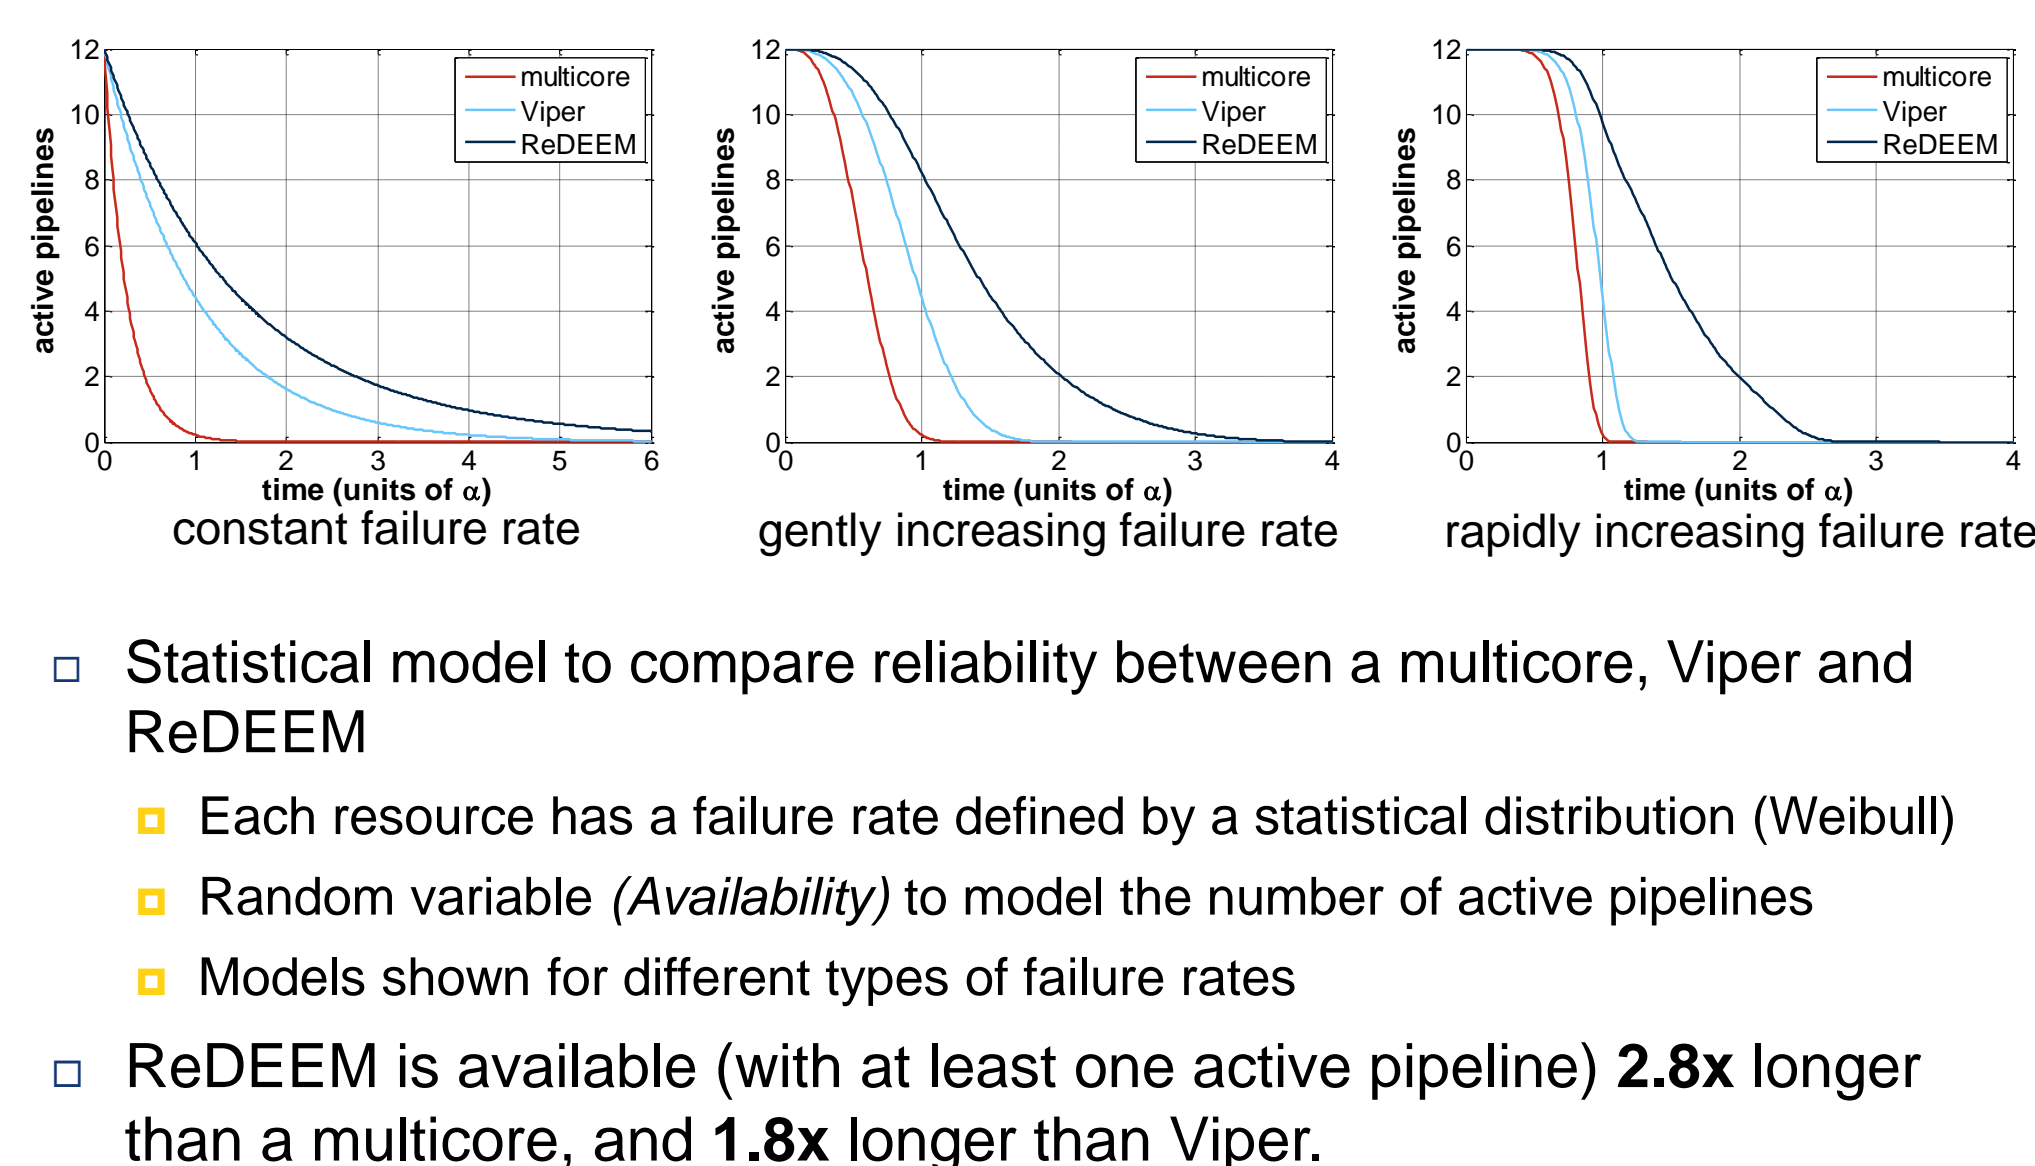 12
10
8
6
4
2
0
0 1 2 3 4 5 6
active pipelines
time (units of α)
multicore
Viper
ReDEEM
constant failure rate
12
10
8
6
4
2
0
0 1 2 3 4
active pipelines
time (units of α)
multicore
Viper
ReDEEM
gently increasing failure rate
12
10
8
6
4
2
0
0 1 2 3 4
active pipelines
time (units of α)
multicore
Viper
ReDEEM
rapidly increasing failure rate
Statistical model to compare reliability between a multicore, Viper and
ReDEEM
Each resource has a failure rate defined by a statistical distribution (Weibull)
Random variable (Availability) to model the number of active pipelines
Models shown for different types of failure rates
ReDEEM is available (with at least one active pipeline) 2.8x longer
than a multicore, and 1.8x longer than Viper.